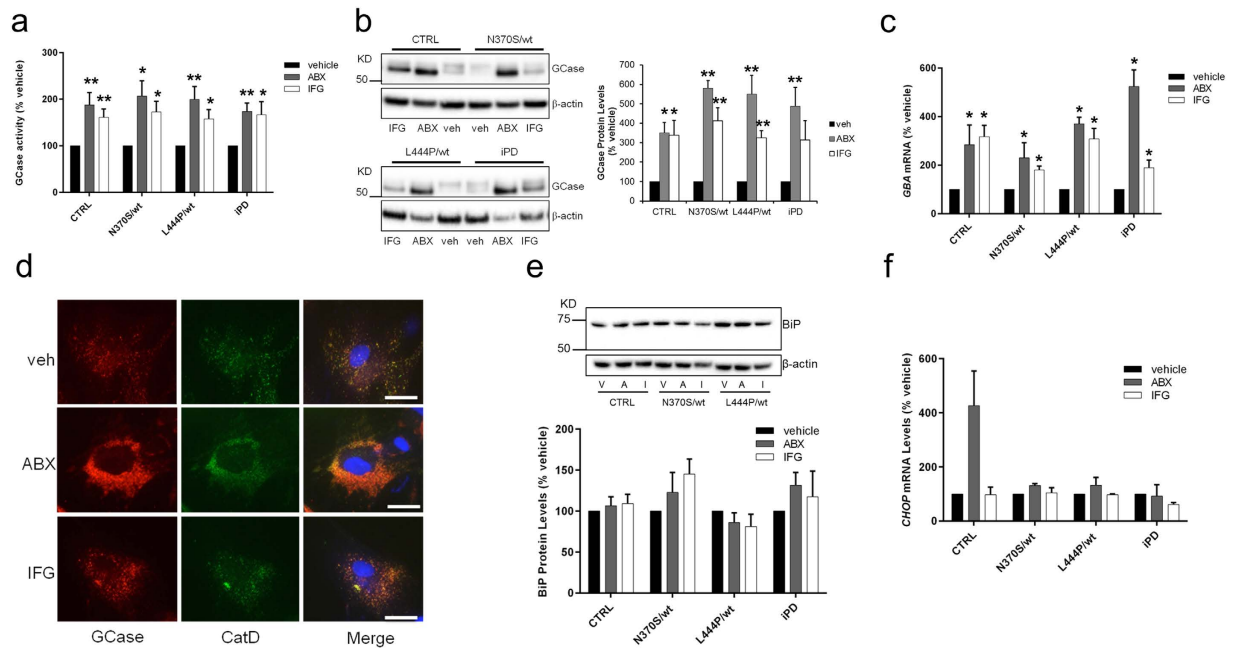 a
GCase activity (% vehicle)
300
200
100
0
** ** * * ** * ** *
vehicle
ABX
IFG
CTRL
N370S/wt
L444P/wt
iPD
b
CTRL N370S/wt
KD
50
GCase
β-actin
IFG ABX veh veh ABX IFG
L444P/wt iPD
50
GCase
β-actin
IFG ABX veh veh ABX IFG
GCase Protein Levels
(% vehicle)
700
600
500
400
300
200
100
0
** ** ** ** ** **
veh
ABX
IFG
CTRL N370S/wt L444P/wt iPD
c
GBA mRNA (% vehicle)
600
400
200
0
* * * * * * * *
vehicle
ABX
IFG
CTRL
N370S/wt
L444P/wt
iPD
d
veh
ABX
IFG
GCase CatD Merge
e
KD
75
50
BiP
β-actin
V A I V A I V A I
CTRL N370S/wt L444P/wt
BiP Protein Levels (% vehicle)
200
150
100
50
0
vehicle
ABX
IFG
CTRL
N370S/wt
L444P/wt
iPD
f
CHOP mRNA Levels (% vehicle)
600
400
200
0
vehicle
ABX
IFG
CTRL
N370S/wt
L444P/wt
iPD